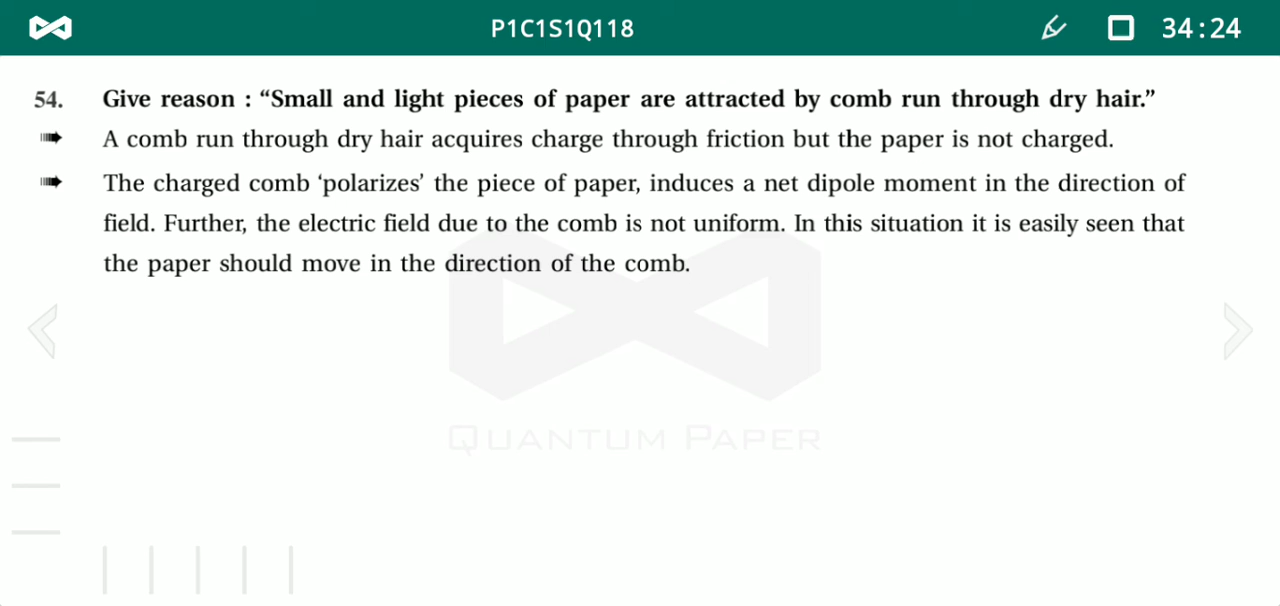 P1C1S1Q118
34:24
54. Give reason : “Small and light pieces of paper are attracted by comb run through dry hair.”
➠ A comb run through dry hair acquires charge through friction but the paper is not charged.
➠ The charged comb ‘polarizes’ the piece of paper, induces a net dipole moment in the direction of
field. Further, the electric field due to the comb is not uniform. In this situation it is easily seen that
the paper should move in the direction of the comb.
QUANTUM PAPER